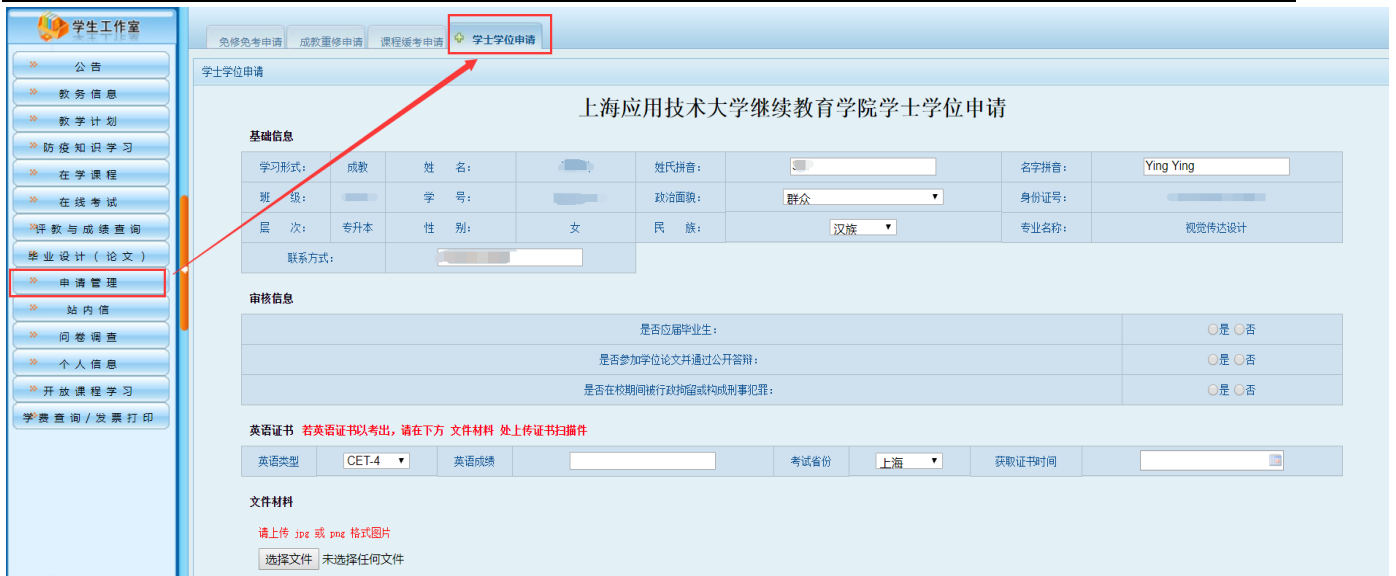 学生工作室
公告
教务信息
教学计划
防疫知识学习
在学课程
在线考试
评教与成绩查询
毕业设计(论文)
申请管理
站内信
问卷调查
个人信息
开放课程学习
学费查询/发票打印
免修免考申请 成教重修申请 课程缓考申请 学士学位申请
学士学位申请
上海应用技术大学继续教育学院学士学位申请
基础信息
学习形式: 成教 姓 名: 姓氏拼音: 名字拼音: Ying Ying
班 级: 学 号: 政治面貌: 群众 身份证号:
层 次: 专升本 性 别: 女 民 族: 汉族 专业名称: 视觉传达设计
联系方式:
审核信息
是否应届毕业生: 是 否
是否参加学位论文并通过公开答辩: 是 否
是否在校期间被行政拘留或构成刑事犯罪: 是 否
英语证书 若英语证书以考出,请在下方 文件材料 处上传证书扫描件
英语类型 CET-4 英语成绩 考试省份 上海 获取证书时间
文件材料
请上传 jpg 或 png 格式图片
选择文件 未选择任何文件